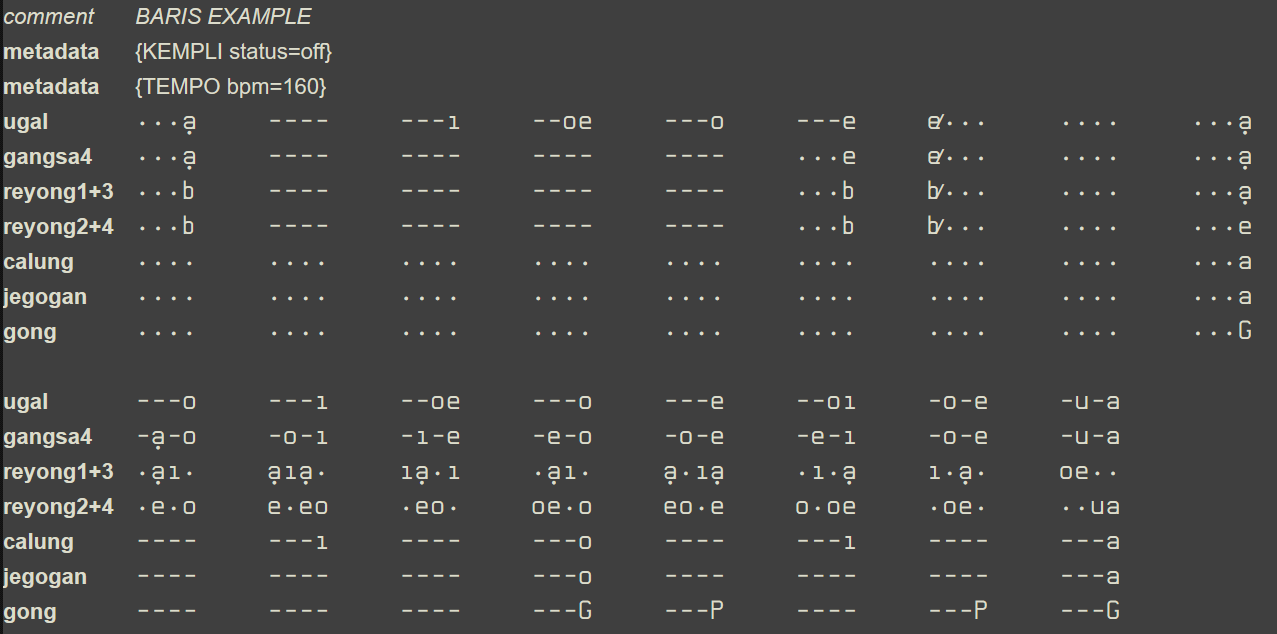 comment BARIS EXAMPLE
metadata {KEMPLI status=off}
metadata {TEMPO bpm=160}
ugal ...ạ ---- ---ı --oe ---o ---e e̸... .... ...ạ
gangsa4 ...ạ ---- ---- ---- ---- ...e e̸... .... ...ạ
reyong1+3 ...b ---- ---- ---- ---- ...b b̸... .... ...ạ
reyong2+4 ...b ---- ---- ---- ---- ...b b̸... .... ...e
calung .... .... .... .... .... .... .... .... ...a
jegogan .... .... .... .... .... .... .... .... ...a
gong .... .... .... .... .... .... .... .... ...G
ugal ---o ---ı --oe ---o ---e --oı -o-e -u-a
gangsa4 -ạ-o -o-ı -ı-e -e-o -o-e -e-ı -o-e -u-a
reyong1+3 .ạı. ạıạ. ıạ.ı .ạı. ạ.ıạ .ı.ạ ı.ạ. oe..
reyong2+4 .e.o e.eo .eo. oe.o eo.e o.oe .oe. ..ua
calung ---- ---ı ---- ---o ---- ---ı ---- ---a
jegogan ---- ---- ---- ---o ---- ---- ---- ---a
gong ---- ---- ---- ---G ---P ---- ---P ---G